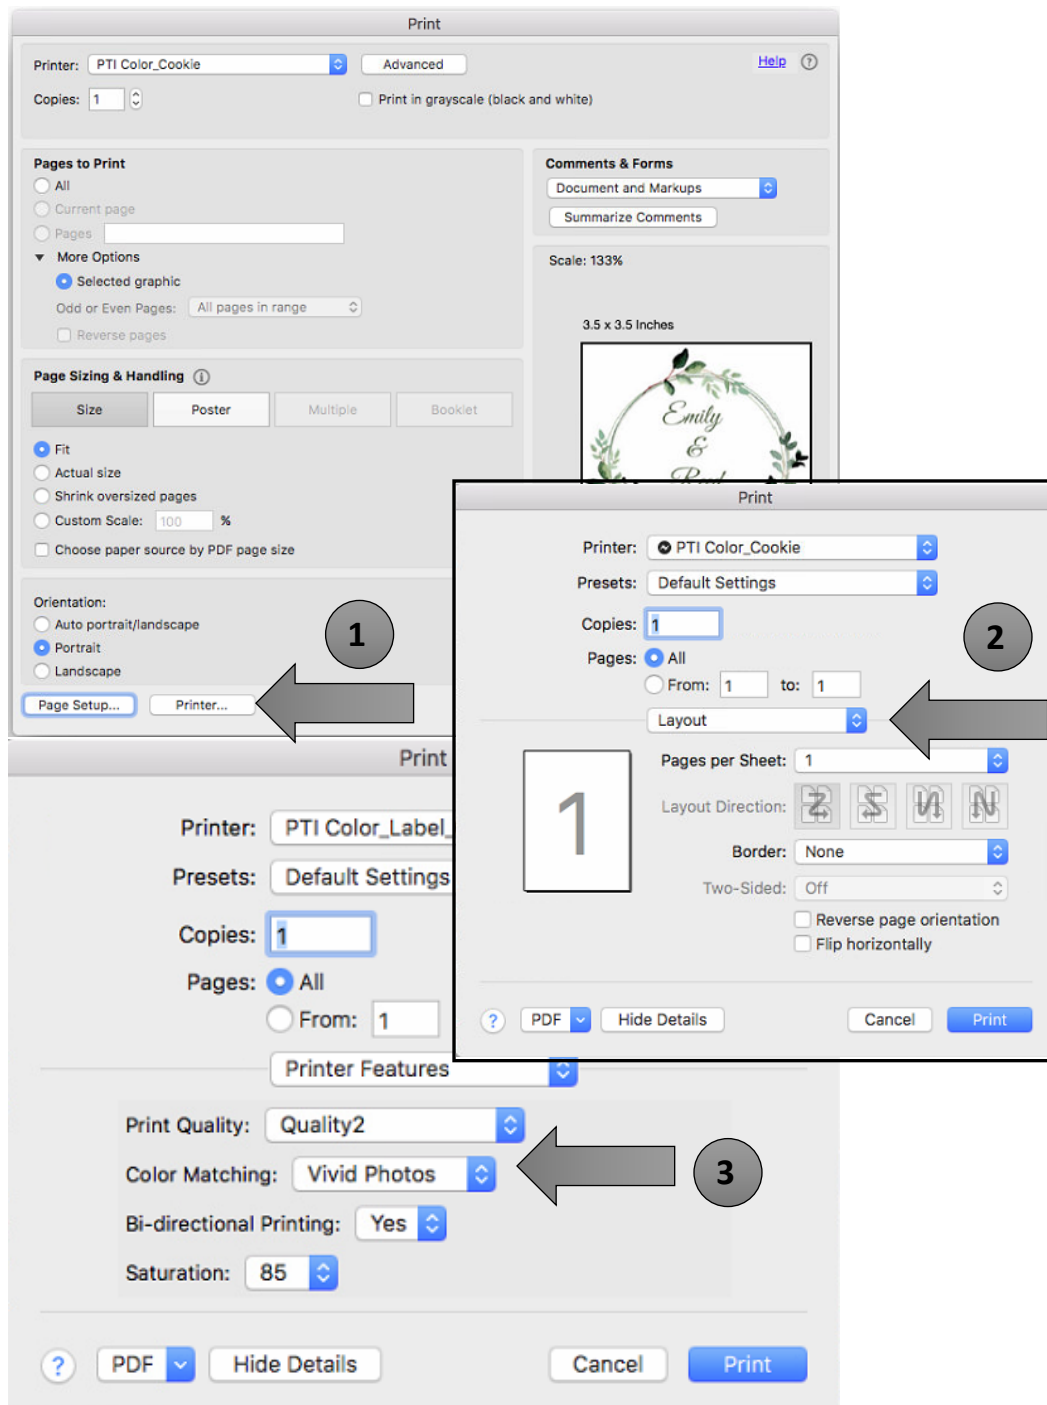 Print
Printer: PTI Color_Cookie Advanced Help ?
Copies: 1 Print in grayscale (black and white)
Pages to Print
All
Current page
Pages
More Options
Selected graphic
Odd or Even Pages: All pages in range
Reverse pages
Comments & Forms
Document and Markups
Summarize Comments
Scale: 133%
3.5 x 3.5 Inches
Emily
&
Page Sizing & Handling i
Size Poster Multiple Booklet
Fit
Actual size
Shrink oversized pages
Custom Scale: 100 %
Choose paper source by PDF page size
Orientation:
Auto portrait/landscape
Portrait
Landscape
1
Page Setup... Printer...
Print
Printer: PTI Color_Cookie
Presets: Default Settings
Copies: 1
Pages: All
From: 1 to: 1
2
Layout
Pages per Sheet: 1
Layout Direction:
1
Border: None
Two-Sided: Off
Reverse page orientation
Flip horizontally
? PDF Hide Details Cancel Print
Print
Printer: PTI Color_Label_
Presets: Default Settings
Copies: 1
Pages: All
From: 1
Printer Features
Print Quality: Quality2
Color Matching: Vivid Photos
3
Bi-directional Printing: Yes
Saturation: 85
? PDF Hide Details Cancel Print